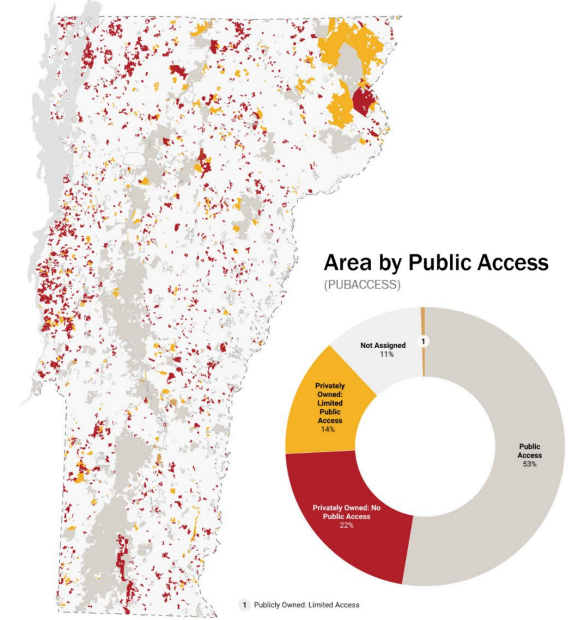 Area by Public Access
(PUBACCESS)
1
Not Assigned
11%
Privately
Owned:
Limited
Public
Access
14%
Public
Access
53%
Privately Owned: No
Public Access
22%
1 Publicly Owned: Limited Access